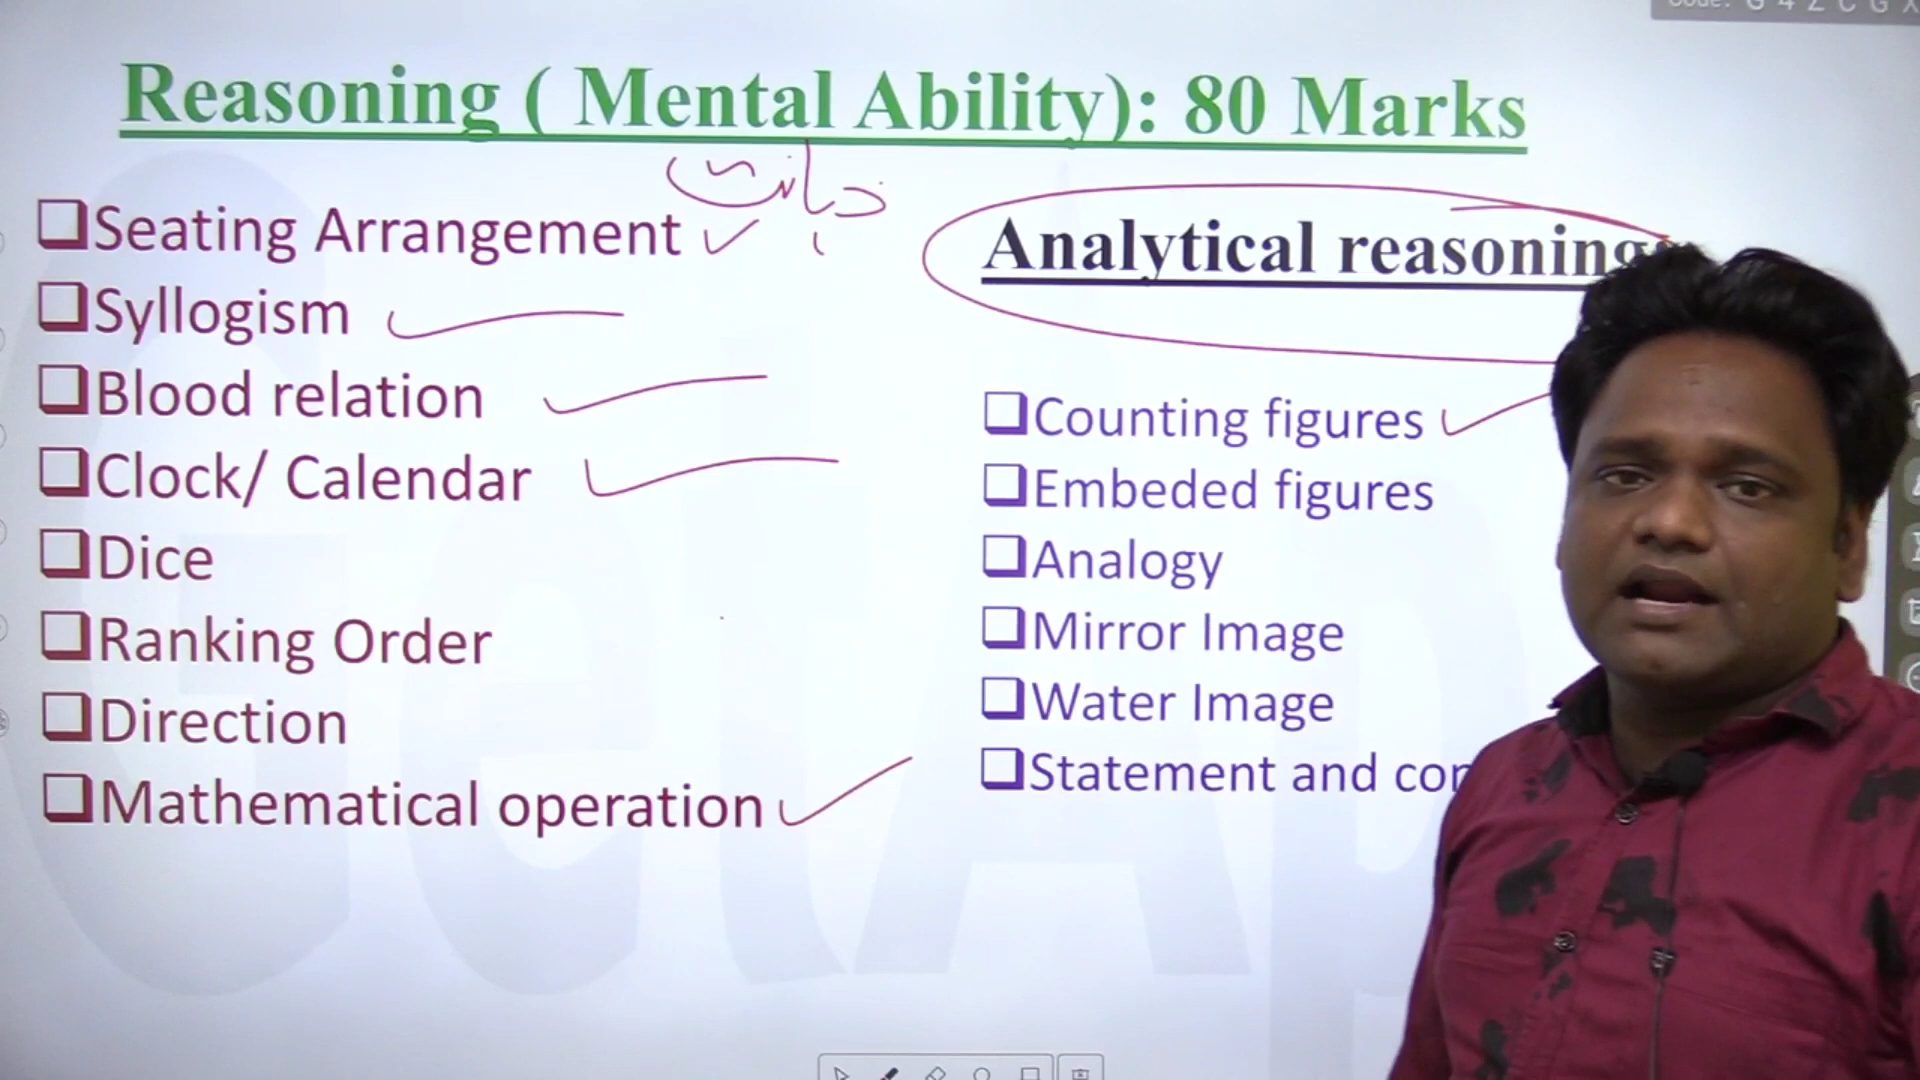 Reasoning ( Mental Ability): 80 Marks
❑Seating Arrangement
❑Syllogism
❑Blood relation
❑Clock/ Calendar
❑Dice
❑Ranking Order
❑Direction
❑Mathematical operation
Analytical reasoning
❑Counting figures
❑Embeded figures
❑Analogy
❑Mirror Image
❑Water Image
❑Statement and